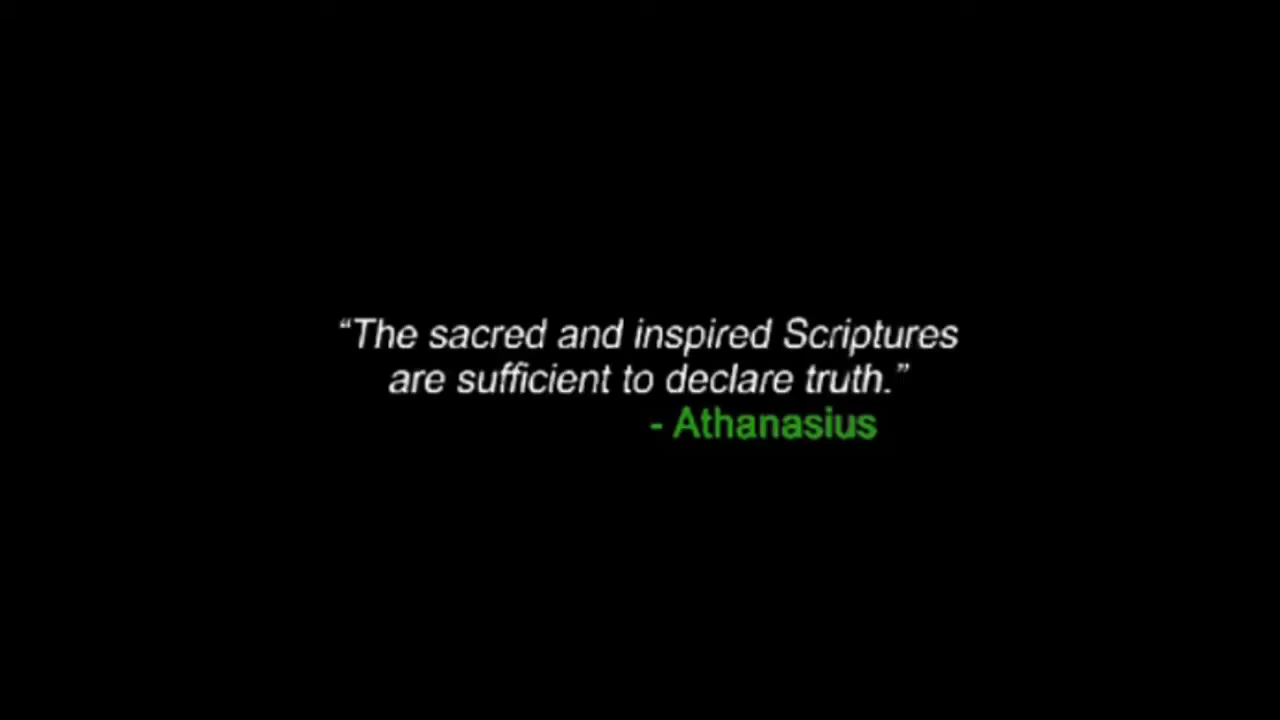 “The sacred and inspired Scriptures
are sufficient to declare truth.”
- Athanasius